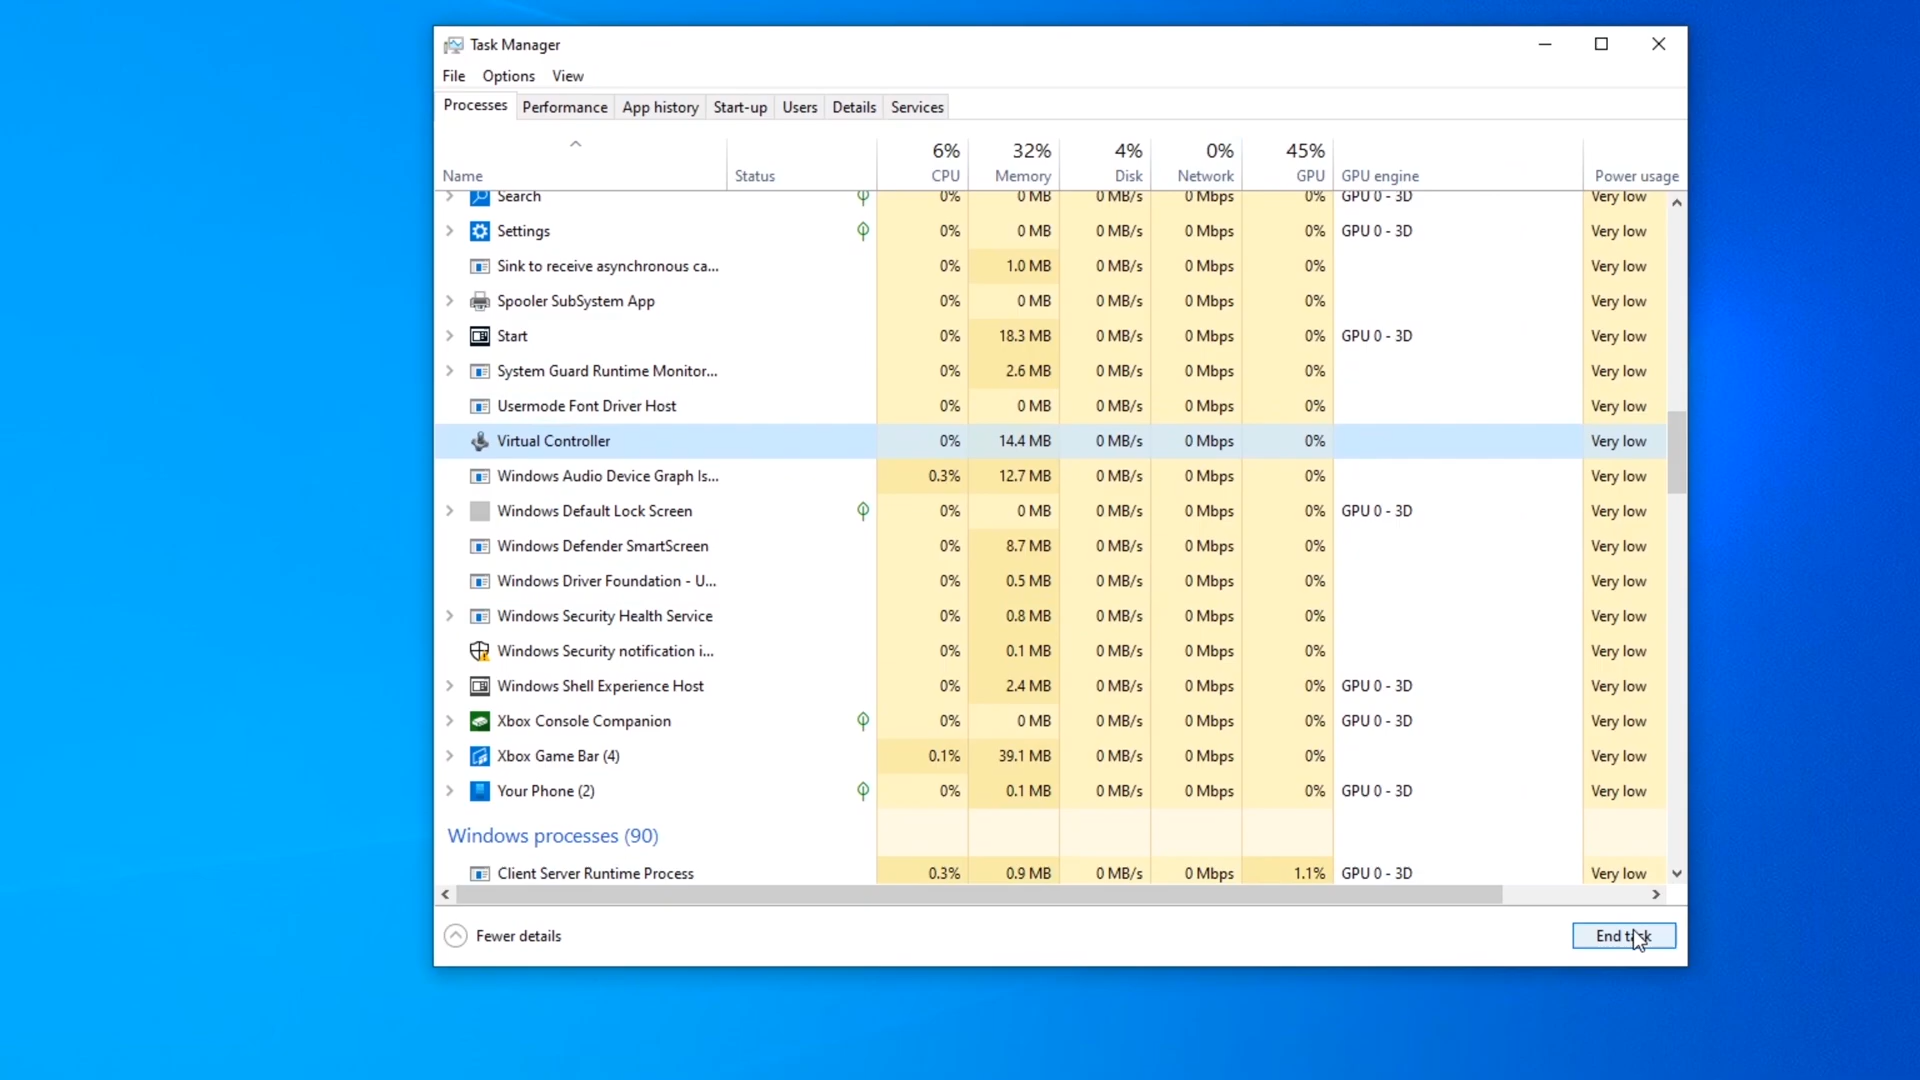 Task Manager
File Options View
Processes Performance App history Start-up Users Details Services
6% 32% 4% 0% 45%
Name Status CPU Memory Disk Network GPU GPU engine Power usage
Search 0% 0 MB 0 MB/s 0 Mbps 0% GPU 0 - 3D Very low
Settings 0% 0 MB 0 MB/s 0 Mbps 0% GPU 0 - 3D Very low
Sink to receive asynchronous ca... 0% 1.0 MB 0 MB/s 0 Mbps 0% Very low
Spooler SubSystem App 0% 0 MB 0 MB/s 0 Mbps 0% Very low
Start 0% 18.3 MB 0 MB/s 0 Mbps 0% GPU 0 - 3D Very low
System Guard Runtime Monitor... 0% 2.6 MB 0 MB/s 0 Mbps 0% Very low
Usermode Font Driver Host 0% 0 MB 0 MB/s 0 Mbps 0% Very low
Virtual Controller 0% 14.4 MB 0 MB/s 0 Mbps 0% Very low
Windows Audio Device Graph Is... 0.3% 12.7 MB 0 MB/s 0 Mbps 0% Very low
Windows Default Lock Screen 0% 0 MB 0 MB/s 0 Mbps 0% GPU 0 - 3D Very low
Windows Defender SmartScreen 0% 8.7 MB 0 MB/s 0 Mbps 0% Very low
Windows Driver Foundation - U... 0% 0.5 MB 0 MB/s 0 Mbps 0% Very low
Windows Security Health Service 0% 0.8 MB 0 MB/s 0 Mbps 0% Very low
Windows Security notification i... 0% 0.1 MB 0 MB/s 0 Mbps 0% Very low
Windows Shell Experience Host 0% 2.4 MB 0 MB/s 0 Mbps 0% GPU 0 - 3D Very low
Xbox Console Companion 0% 0 MB 0 MB/s 0 Mbps 0% GPU 0 - 3D Very low
Xbox Game Bar (4) 0.1% 39.1 MB 0 MB/s 0 Mbps 0% Very low
Your Phone (2) 0% 0.1 MB 0 MB/s 0 Mbps 0% GPU 0 - 3D Very low
Windows processes (90)
Client Server Runtime Process 0.3% 0.9 MB 0 MB/s 0 Mbps 1.1% GPU 0 - 3D Very low
Fewer details End task